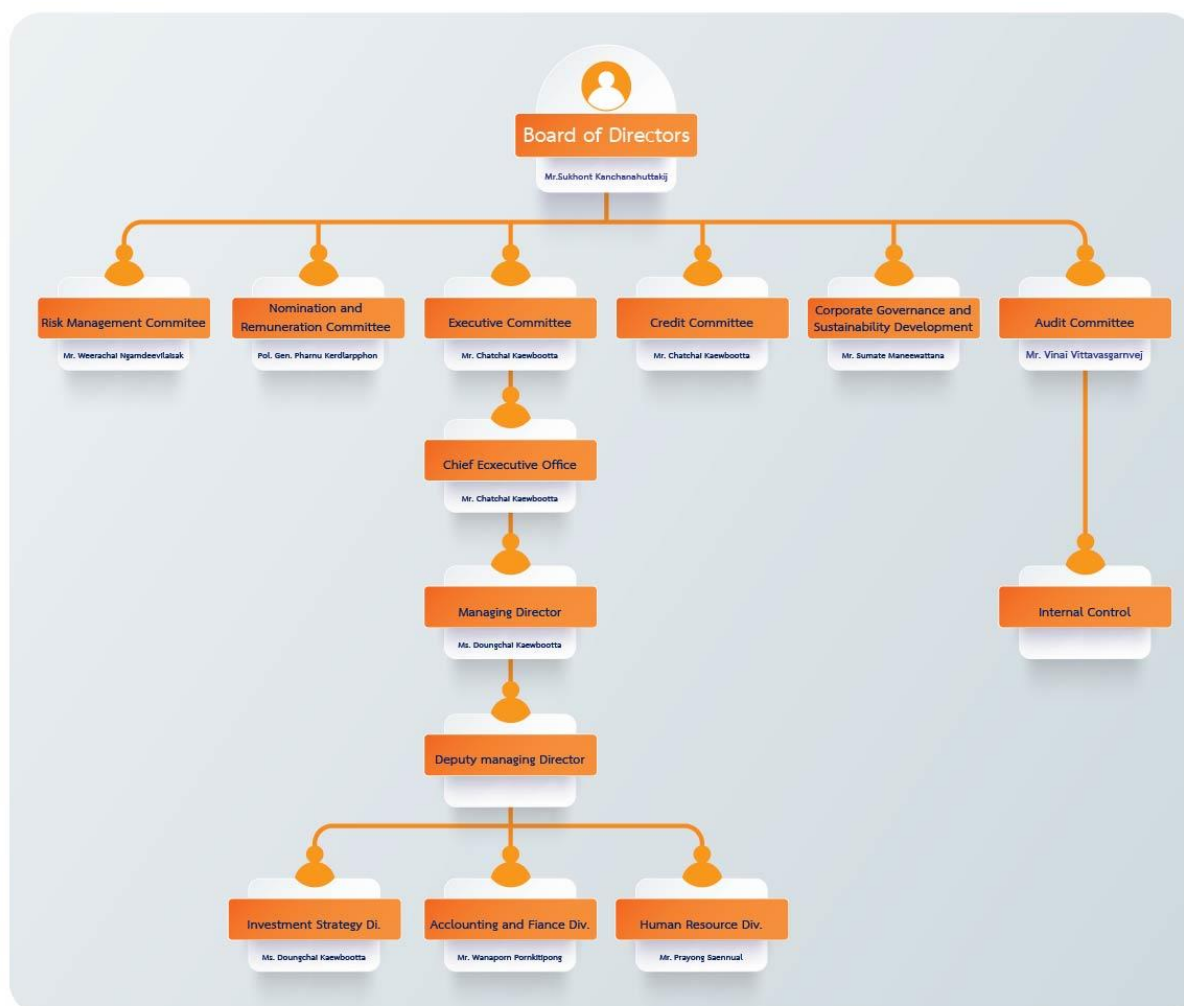 Board of Directors
Mr.Sukhont Kanchanahuttakij
Risk Management Commitee
Mr. Weerachai Ngamdeevilaisak
Nomination and
Remuneration Committee
Pol. Gen. Pharnu Kerdlarpphon
Executive Committee
Mr. Chatchai Kaewbootta
Credit Committee
Mr. Chatchai Kaewbootta
Corporate Governance and
Sustainability Development
Mr. Sumate Maneewattana
Audit Committee
Mr. Vinai Vittavasgarnvej
Chief Ecxecutive Office
Mr. Chatchai Kaewbootta
Managing Director
Ms. Doungchai Kaewbootta
Internal Control
Deputy managing Director
Investment Strategy Di.
Ms. Doungchai Kaewbootta
Acclounting and Fiance Div.
Mr. Wanaporn Pornkitipong
Human Resource Div.
Mr. Prayong Saennual